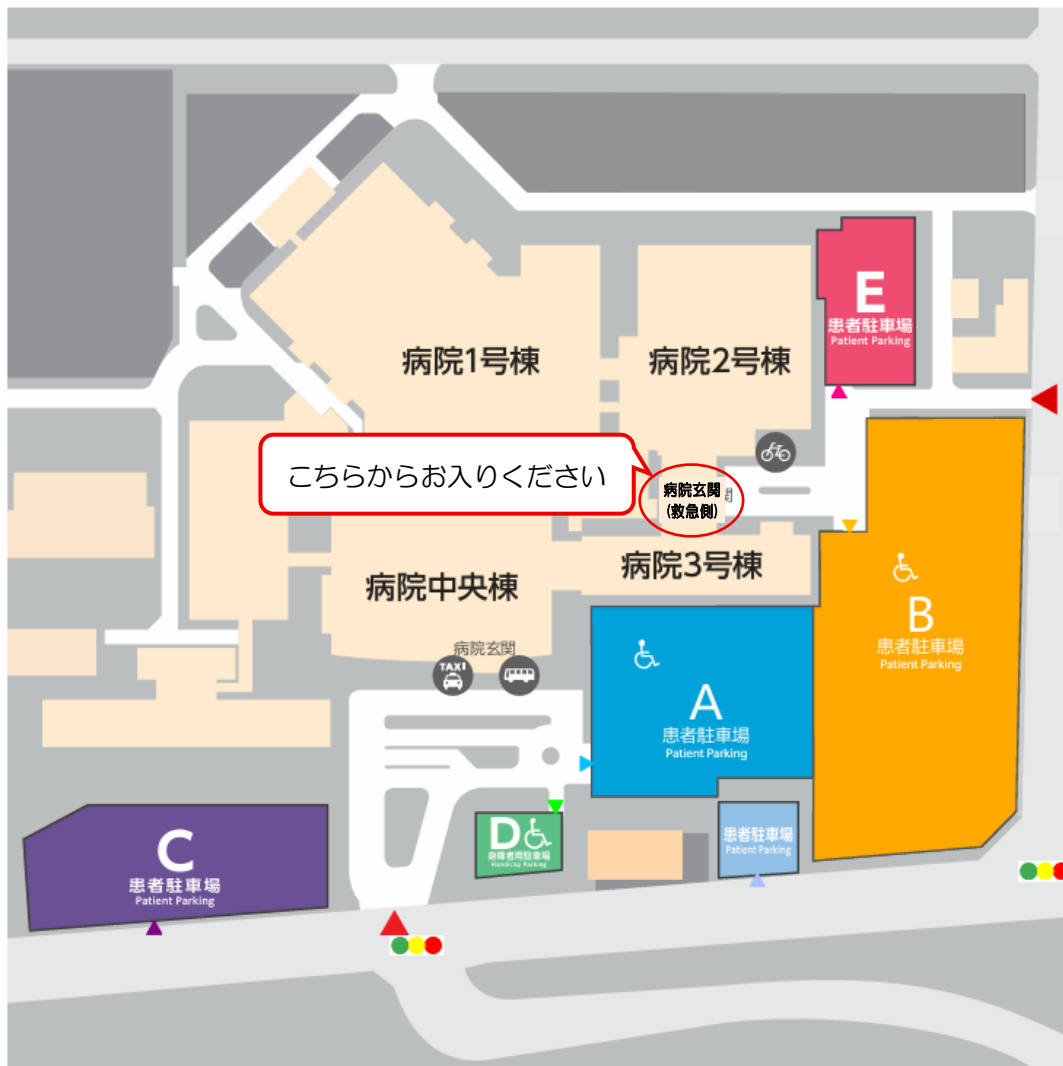 E
患者駐車場
Patient Parking
病院1号棟
病院2号棟
こちらからお入りください
病院玄関
(救急側)
病院3号棟
病院中央棟
B
患者駐車場
Patient Parking
病院玄関
TAXI
A
患者駐車場
Patient Parking
D
障害者用駐車場
Handicap Parking
患者駐車場
Patient Parking
C
患者駐車場
Patient Parking